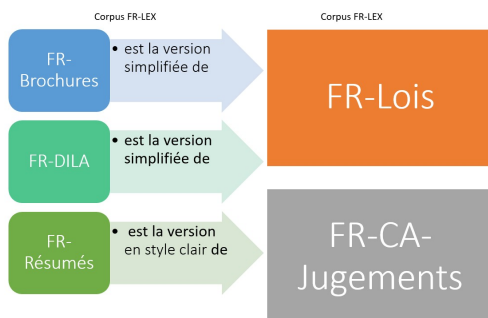 Corpus FR-LEX
Corpus FR-LEX
FR-
Brochures
• est la version
simplifiée de
FR-Lois
FR-DILA
• est la version
simplifiée de
FR-
Résumés
• est la version
en style clair de
FR-CA-
Jugements